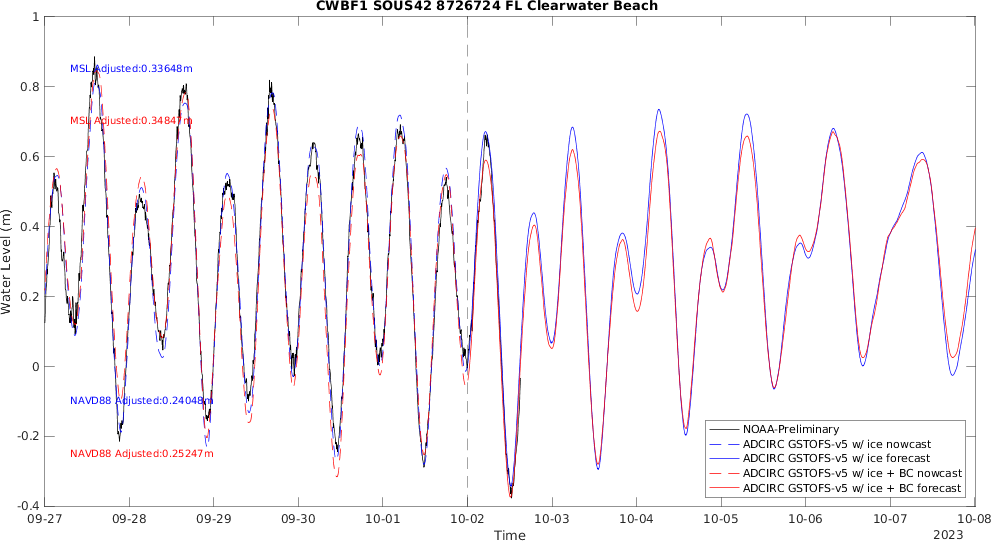 CWBF1 SOUS42 8726724 FL Clearwater Beach
1
0.8
0.6
0.4
0.2
0
-0.2
-0.4
Water Level (m)
MSL Adjusted:0.33648m
MSL Adjusted:0.34847m
NAVD88 Adjusted:0.24048m
NAVD88 Adjusted:0.25247m
NOAA-Preliminary
ADCIRC GSTOFS-v5 w/ ice nowcast
ADCIRC GSTOFS-v5 w/ ice forecast
ADCIRC GSTOFS-v5 w/ ice + BC nowcast
ADCIRC GSTOFS-v5 w/ ice + BC forecast
09-27 09-28 09-29 09-30 10-01 10-02 10-03 10-04 10-05 10-06 10-07 10-08
Time
2023